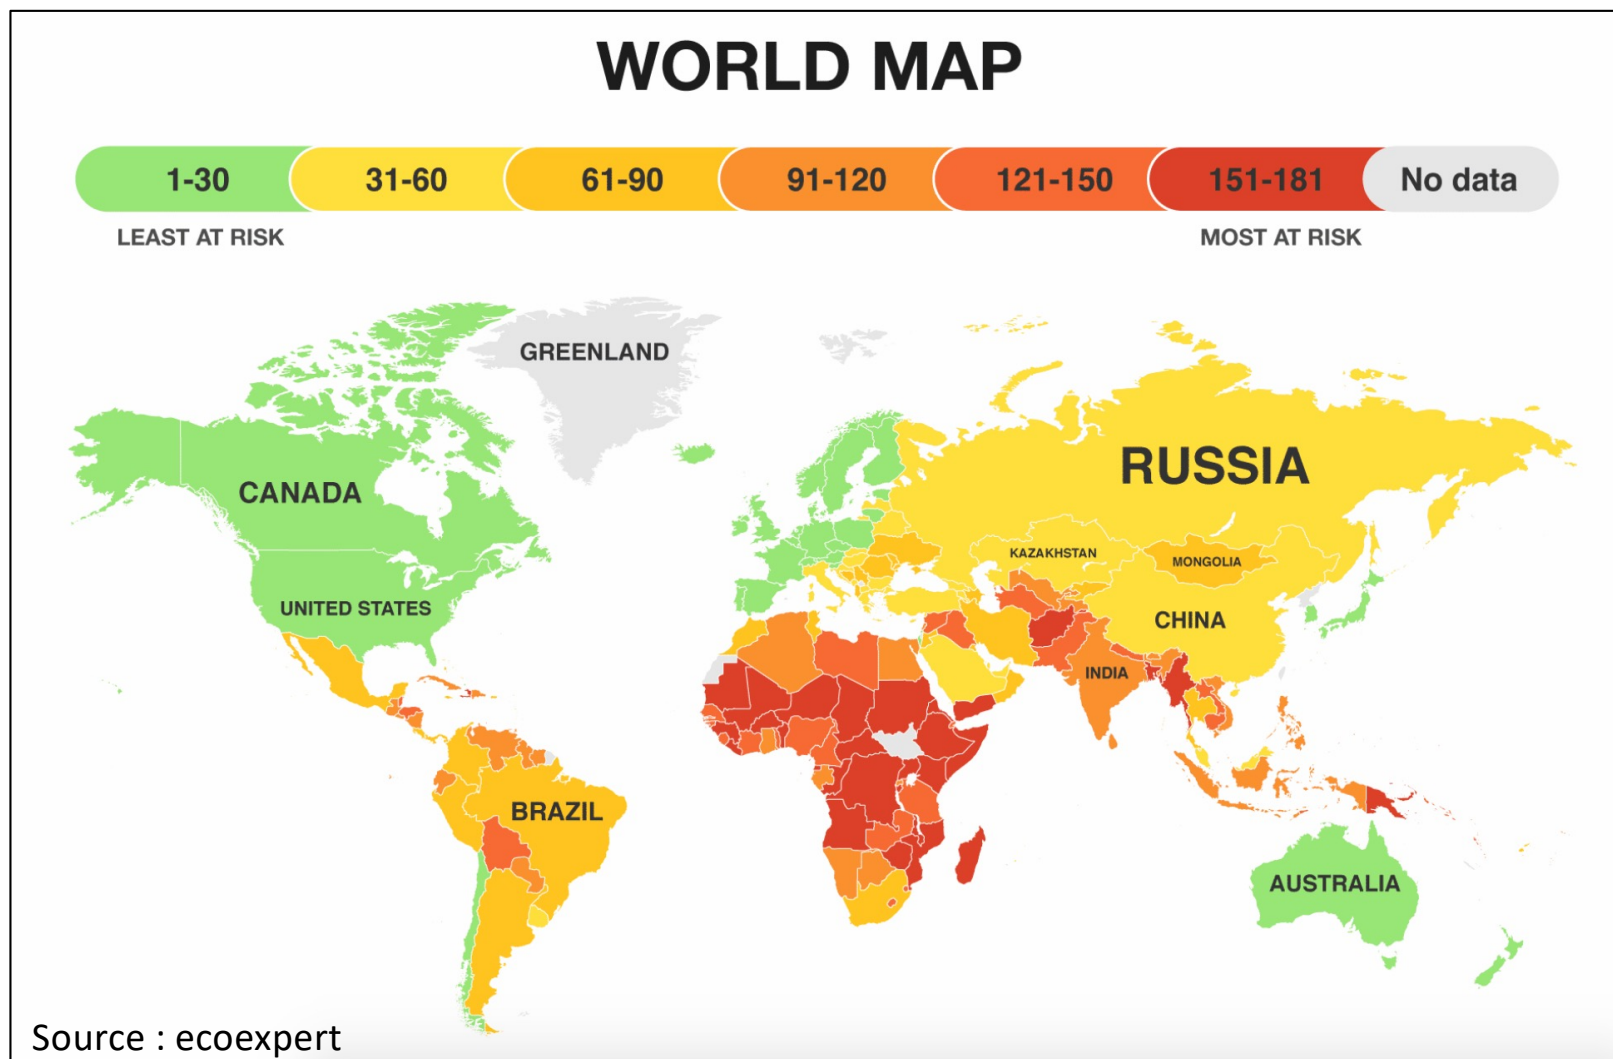 WORLD MAP
1-30
31-60
61-90
91-120
121-150
151-181
No data
LEAST AT RISK
MOST AT RISK
GREENLAND
CANADA
RUSSIA
KAZAKHSTAN
MONGOLIA
UNITED STATES
CHINA
INDIA
BRAZIL
AUSTRALIA
Source : ecoexpert